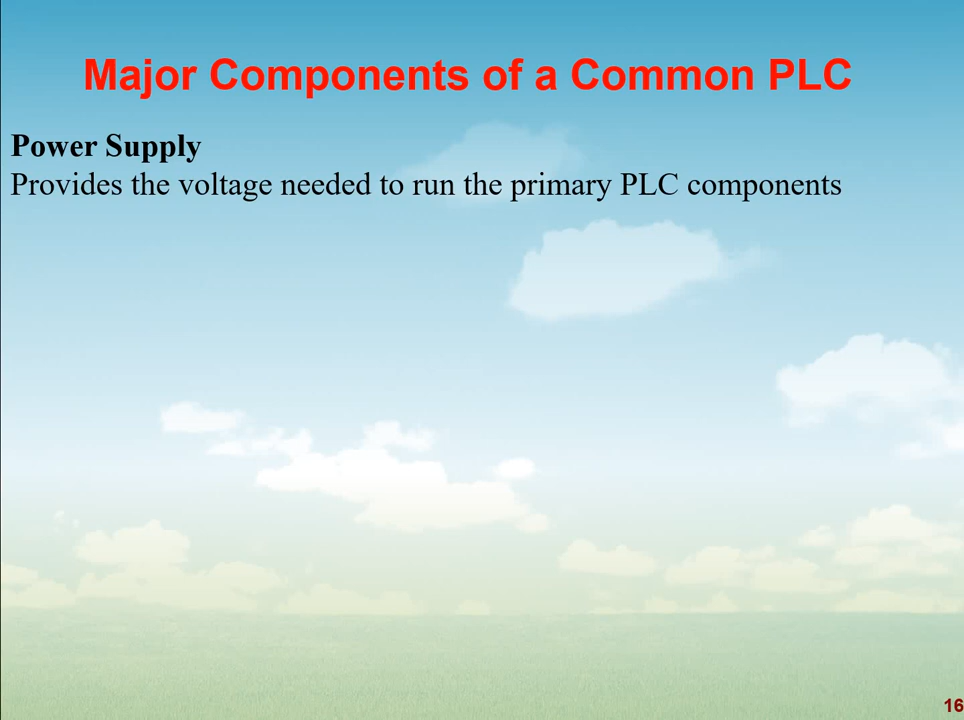 Major Components of a Common PLC
Power Supply
Provides the voltage needed to run the primary PLC components
16